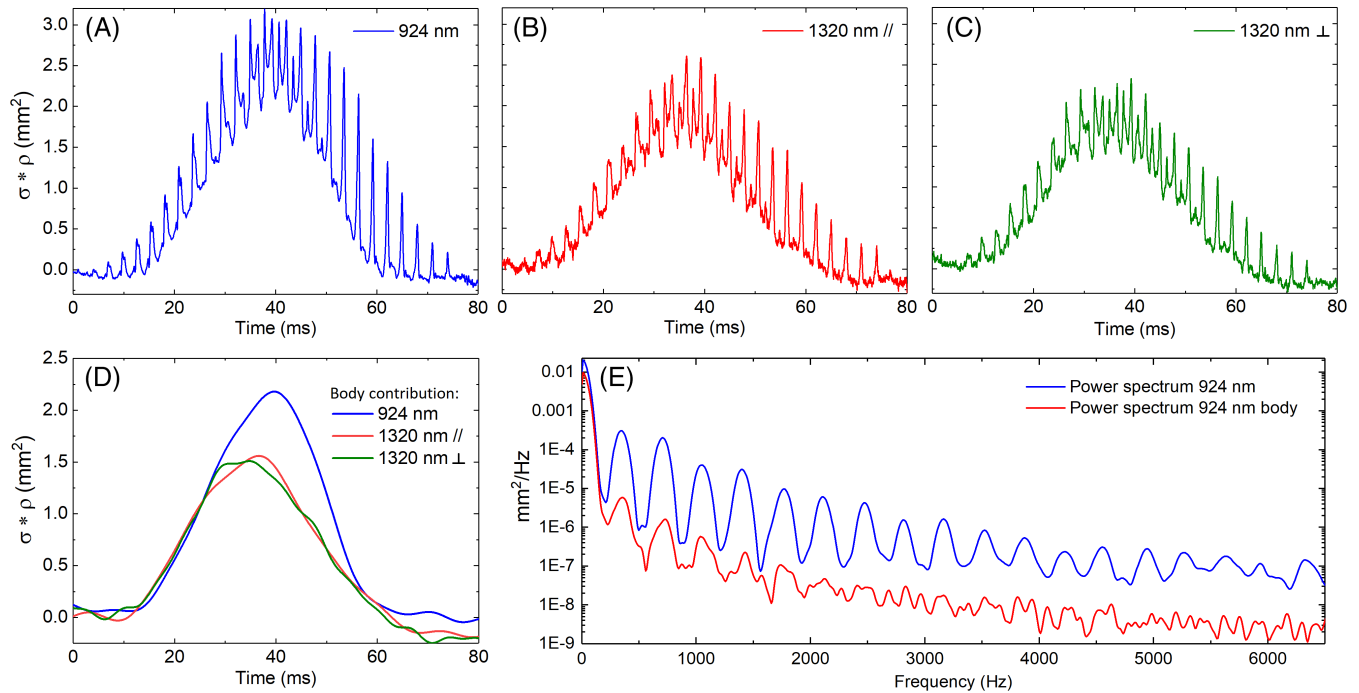 (A)
924 nm
σ * ρ (mm²)
3.0
2.5
2.0
1.5
1.0
0.5
0.0
0 20 40 60 80
Time (ms)
(B)
1320 nm //
0 20 40 60 80
Time (ms)
(C)
1320 nm ⊥
0 20 40 60 80
Time (ms)
(D)
Body contribution:
924 nm
1320 nm //
1320 nm ⊥
σ * ρ (mm²)
2.5
2.0
1.5
1.0
0.5
0.0
0 20 40 60 80
Time (ms)
(E)
Power spectrum 924 nm
Power spectrum 924 nm body
mm²/Hz
0.01
0.001
1E-4
1E-5
1E-6
1E-7
1E-8
1E-9
0 1000 2000 3000 4000 5000 6000
Frequency (Hz)